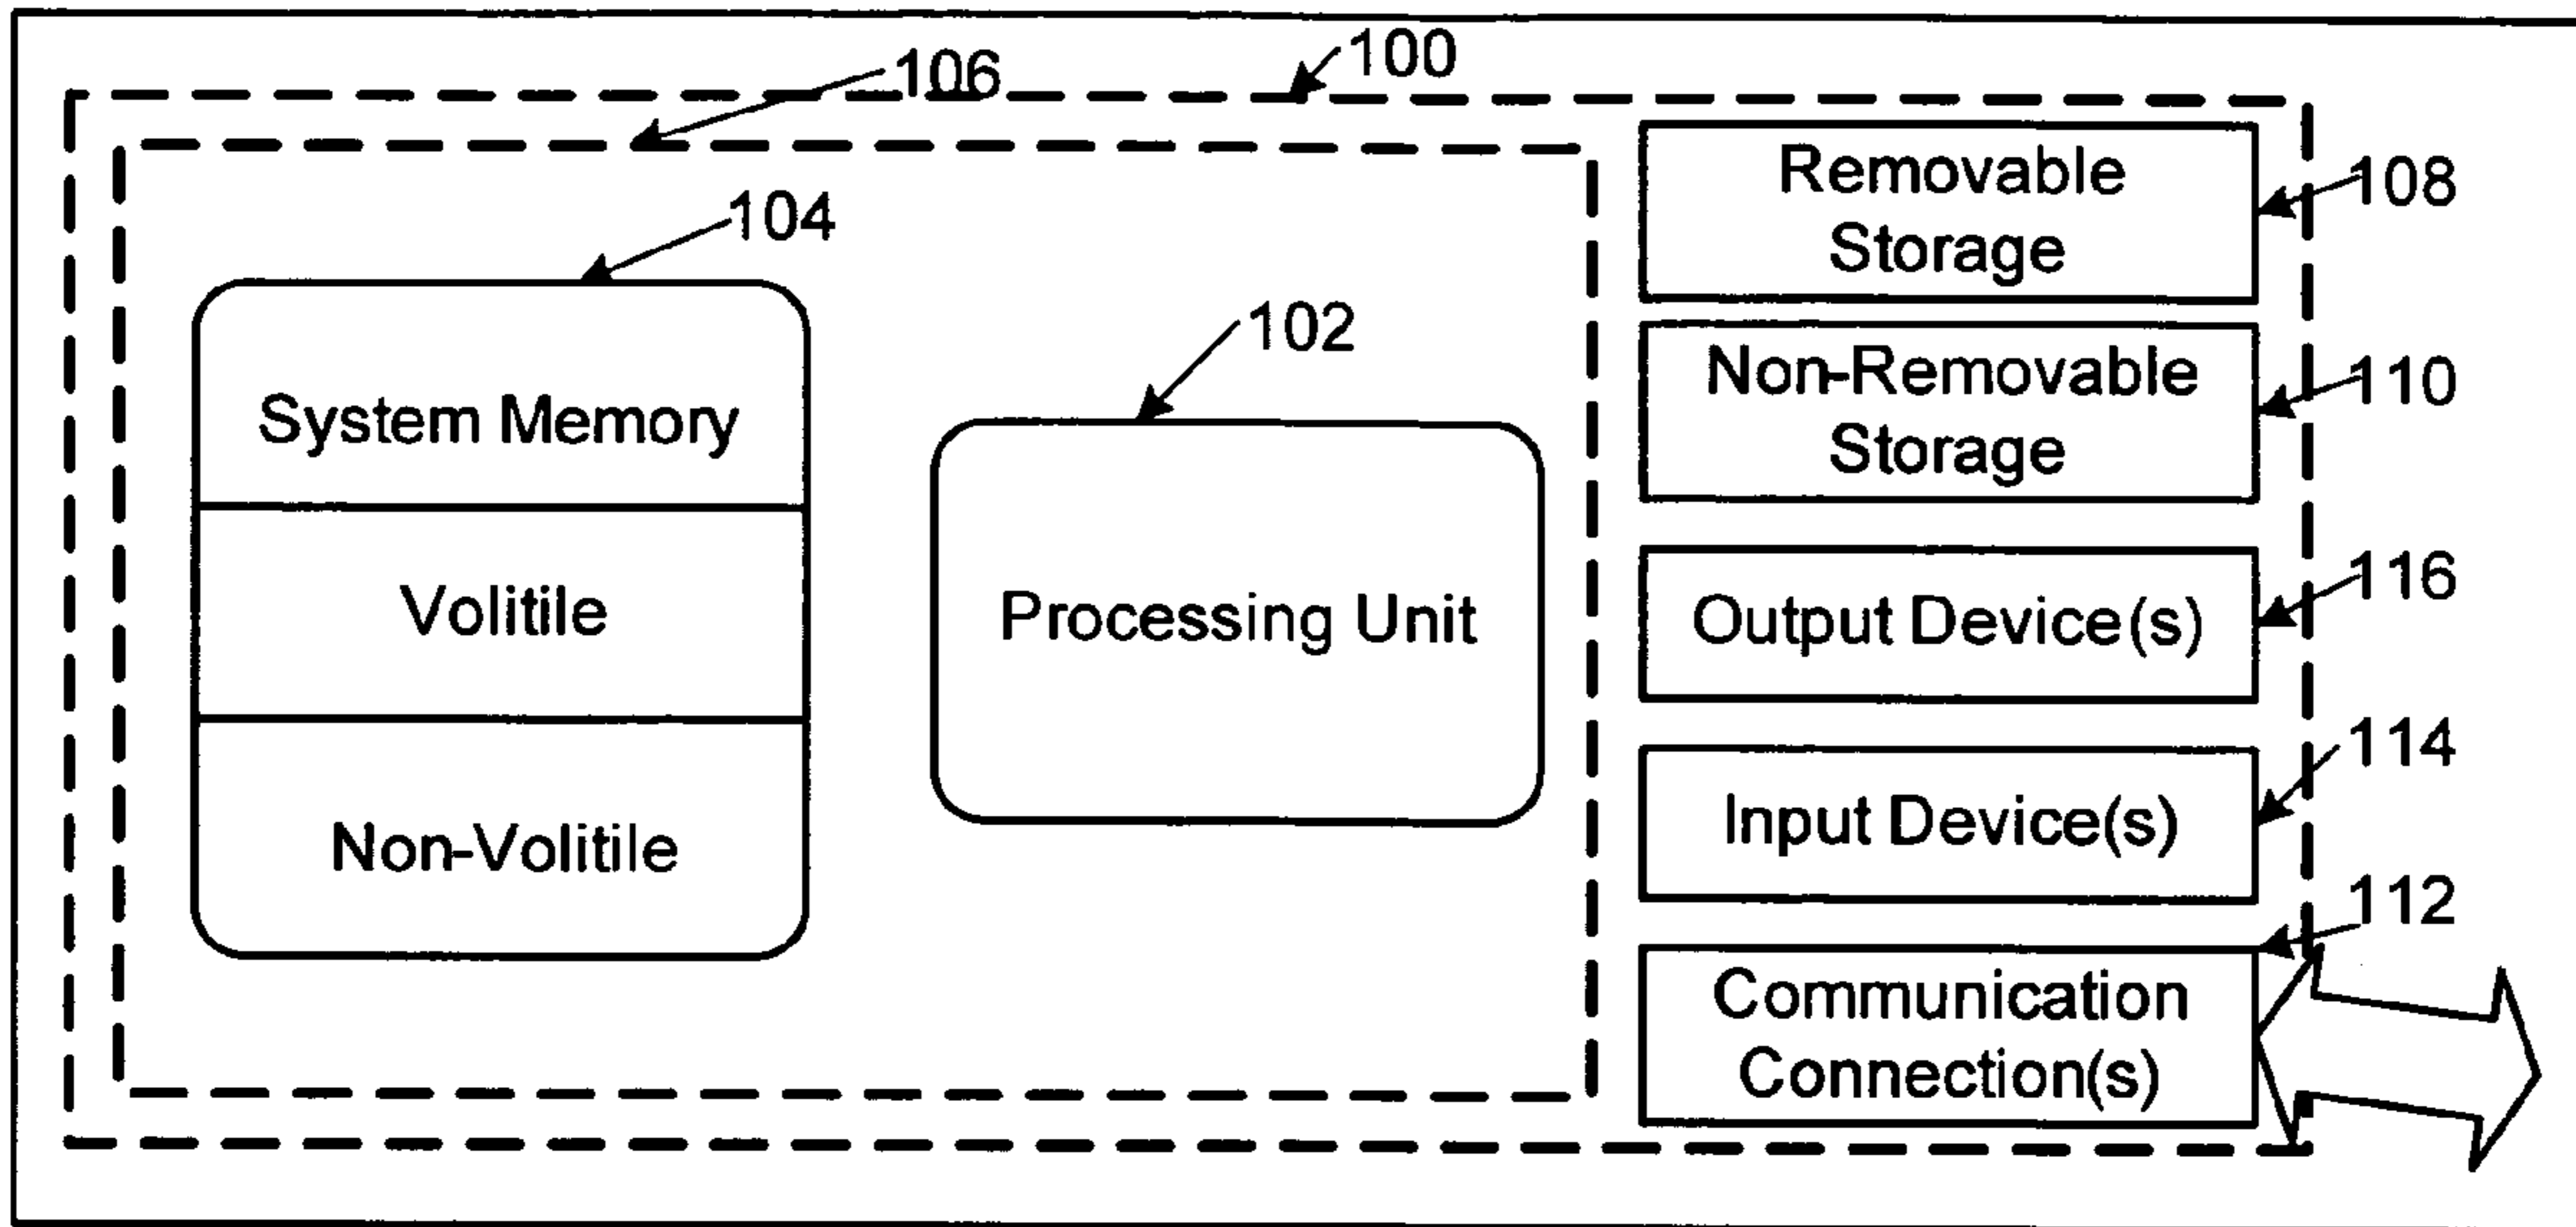 100
106
104
System Memory
Volitile
Non-Volitile
102
Processing Unit
Removable
Storage
108
Non-Removable
Storage
110
Output Device(s)
116
Input Device(s)
114
Communication
Connection(s)
112